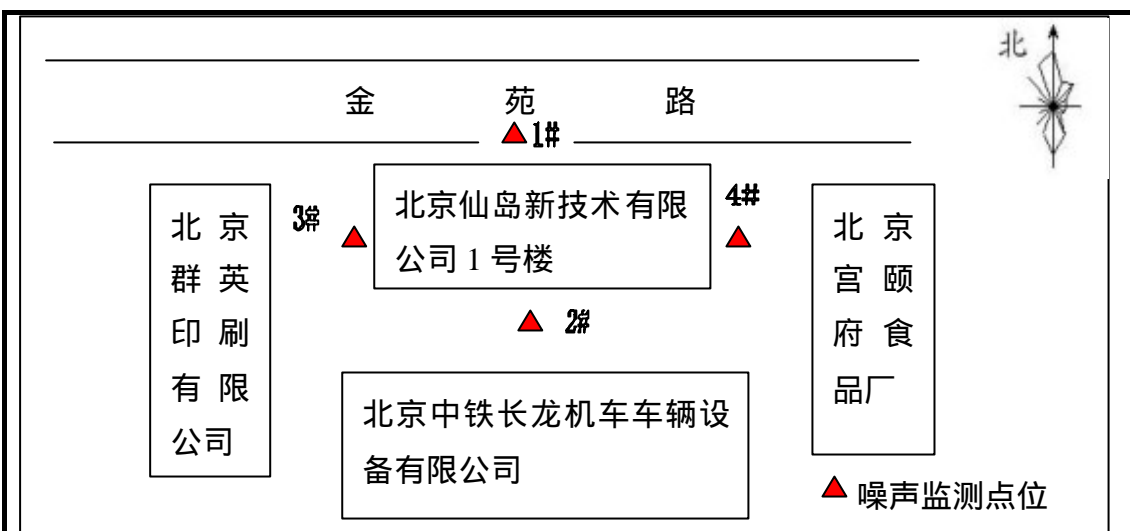 北
金 苑 路
1#
北京仙岛新技术有限
公司 1 号楼
3#
4#
北 京
群 英
印 刷
有 限
公司
北 京
宫 颐
府 食
品厂
2#
北京中铁长龙机车车辆设
备有限公司
噪声监测点位